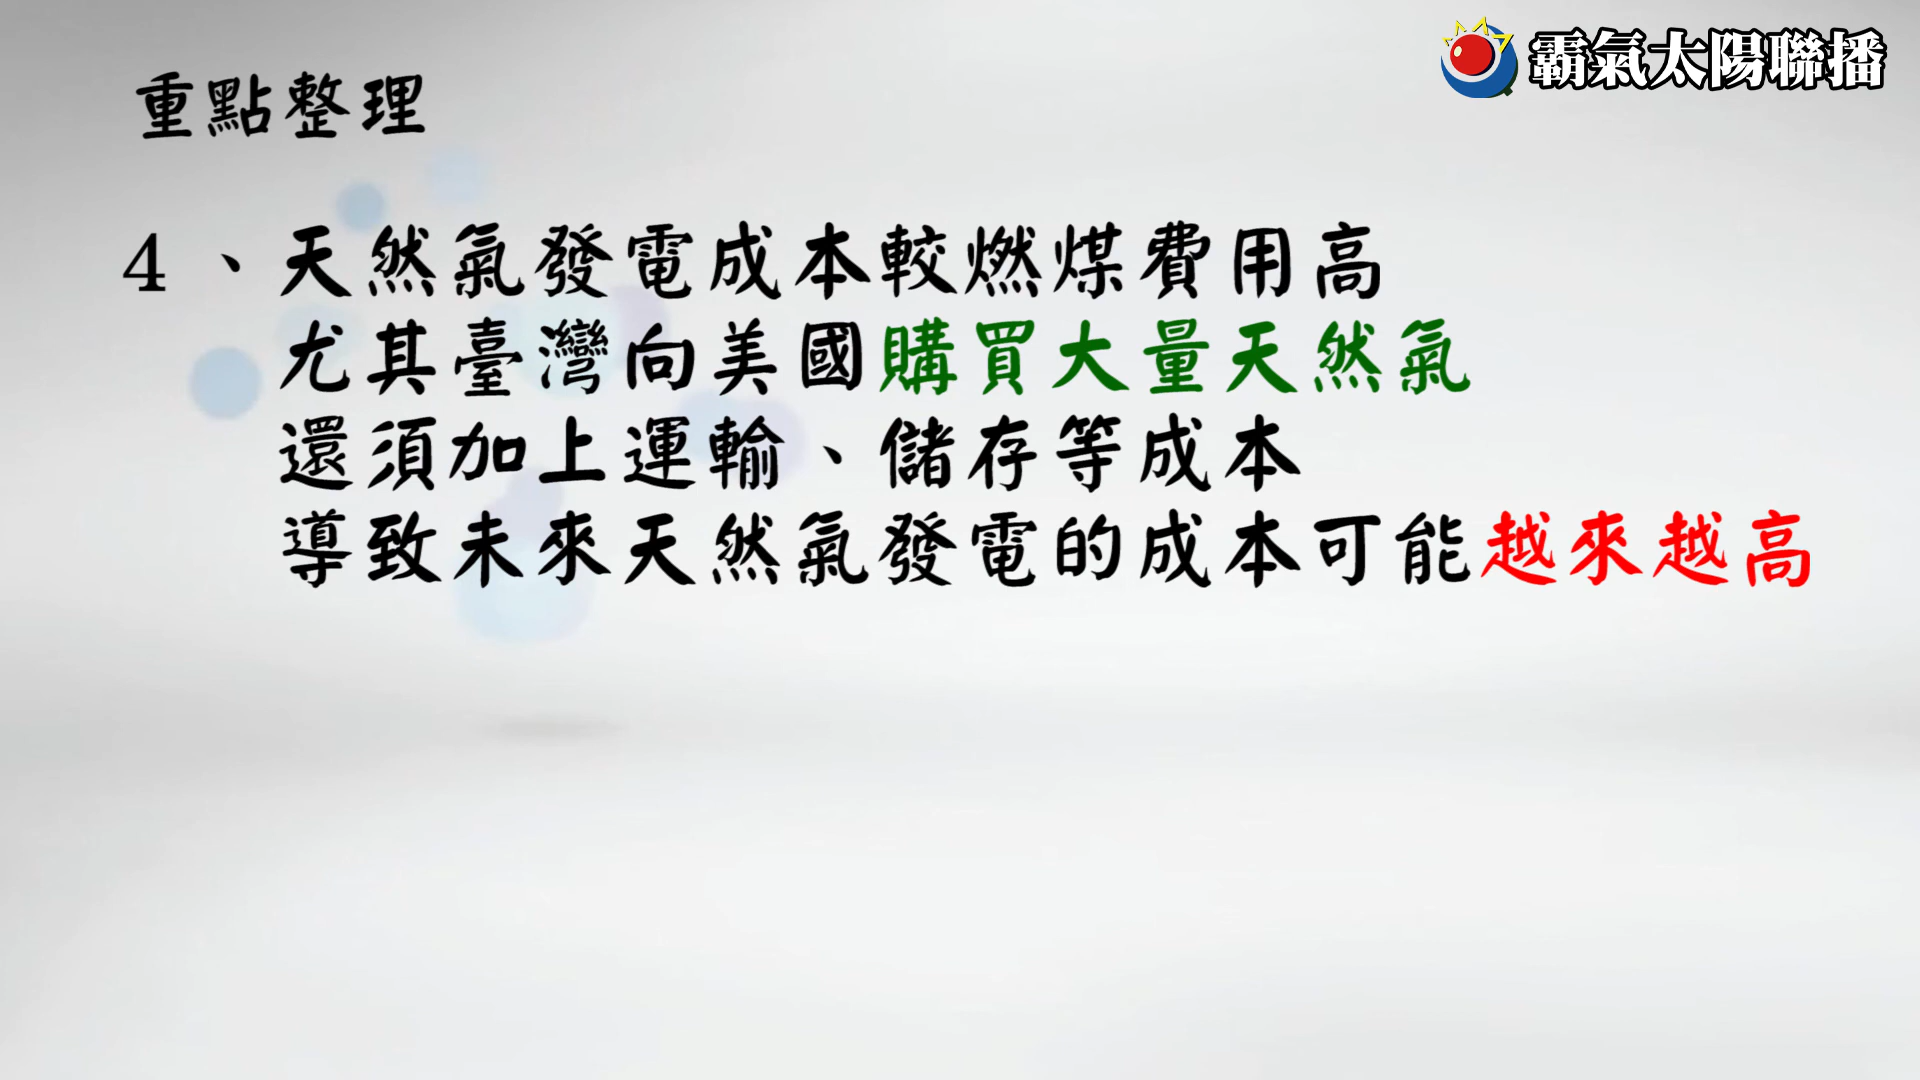 霸氣太陽聯播
重點整理
4、天然氣發電成本較燃煤費用高
尤其臺灣向美國購買大量天然氣
還須加上運輸、儲存等成本
導致未來天然氣發電的成本可能越來越高